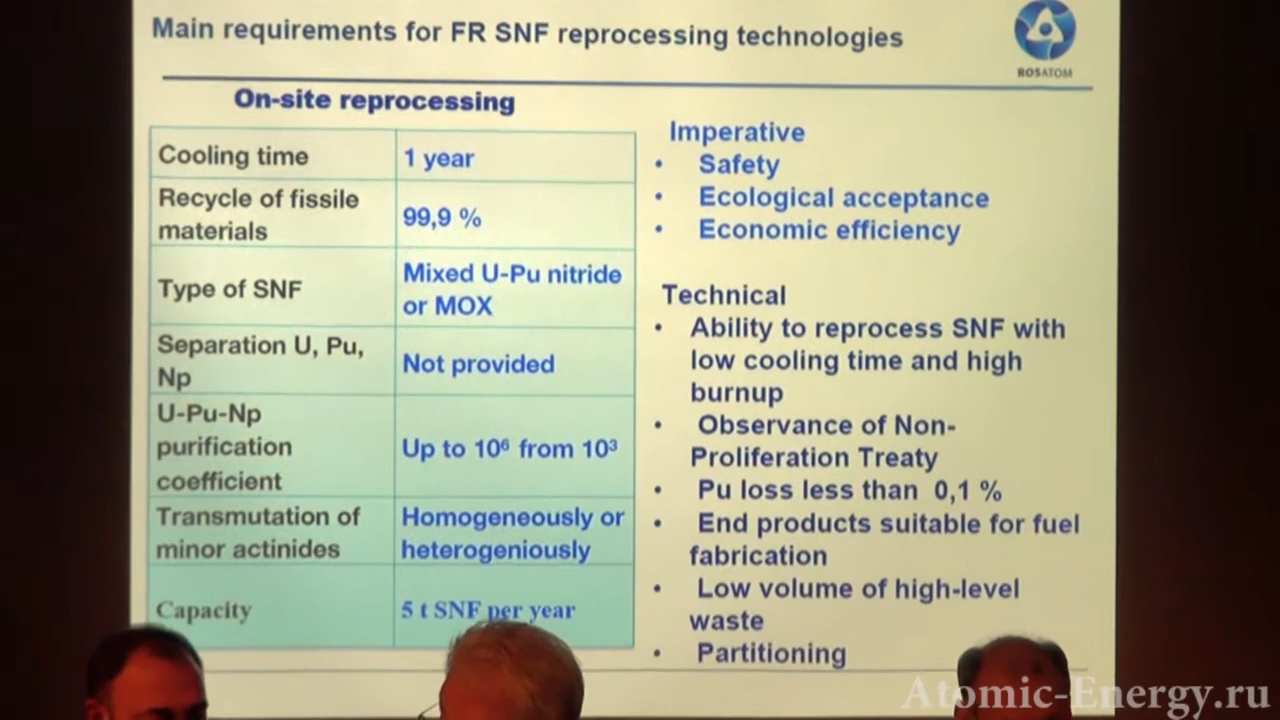 Main requirements for FR SNF reprocessing technologies
ROSATOM
On-site reprocessing
Cooling time
1 year
Recycle of fissile
materials
99,9 %
Type of SNF
Mixed U-Pu nitride
or MOX
Separation U, Pu,
Np
Not provided
U-Pu-Np
purification
coefficient
Up to 10⁶ from 10³
Transmutation of
minor actinides
Homogeneously or
heterogeniously
Capacity
5 t SNF per year
Imperative
• Safety
• Ecological acceptance
• Economic efficiency
Technical
• Ability to reprocess SNF with
low cooling time and high
burnup
• Observance of Non-
Proliferation Treaty
• Pu loss less than 0,1 %
• End products suitable for fuel
fabrication
• Low volume of high-level
waste
• Partitioning
Atomic-Energy.ru